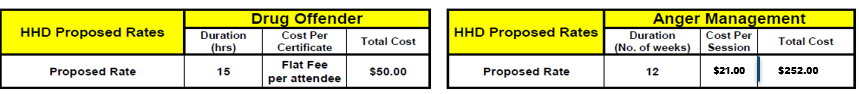 HHD Proposed Rates
Drug Offender
Duration (hrs)
Cost Per Certificate
Total Cost
Proposed Rate
15
Flat Fee per attendee
$50.00
HHD Proposed Rates
Anger Management
Duration (No. of weeks)
Cost Per Session
Total Cost
Proposed Rate
12
$21.00
$252.00